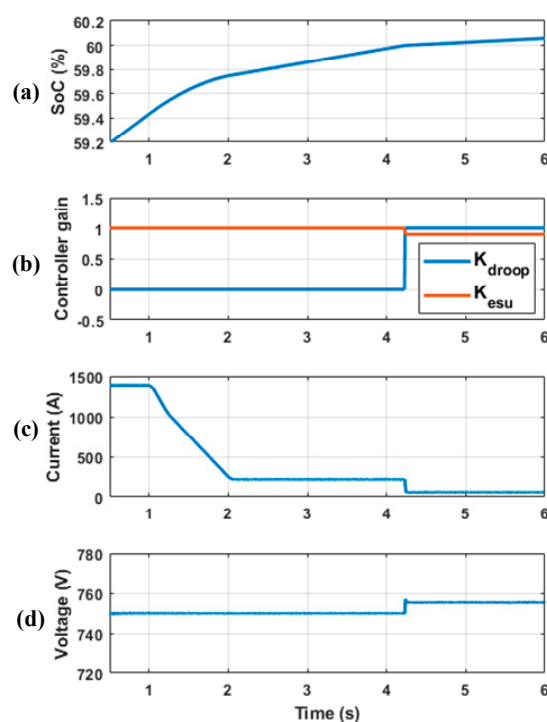 60.2
60
59.8
59.6
59.4
59.2
SoC (%)
(a)
1 2 3 4 5 6
1.5
1
0.5
0
-0.5
Controller gain
(b)
K_droop
K_esu
1 2 3 4 5 6
1500
1000
500
0
Current (A)
(c)
1 2 3 4 5 6
780
760
740
720
Voltage (V)
(d)
1 2 3 4 5 6
Time (s)